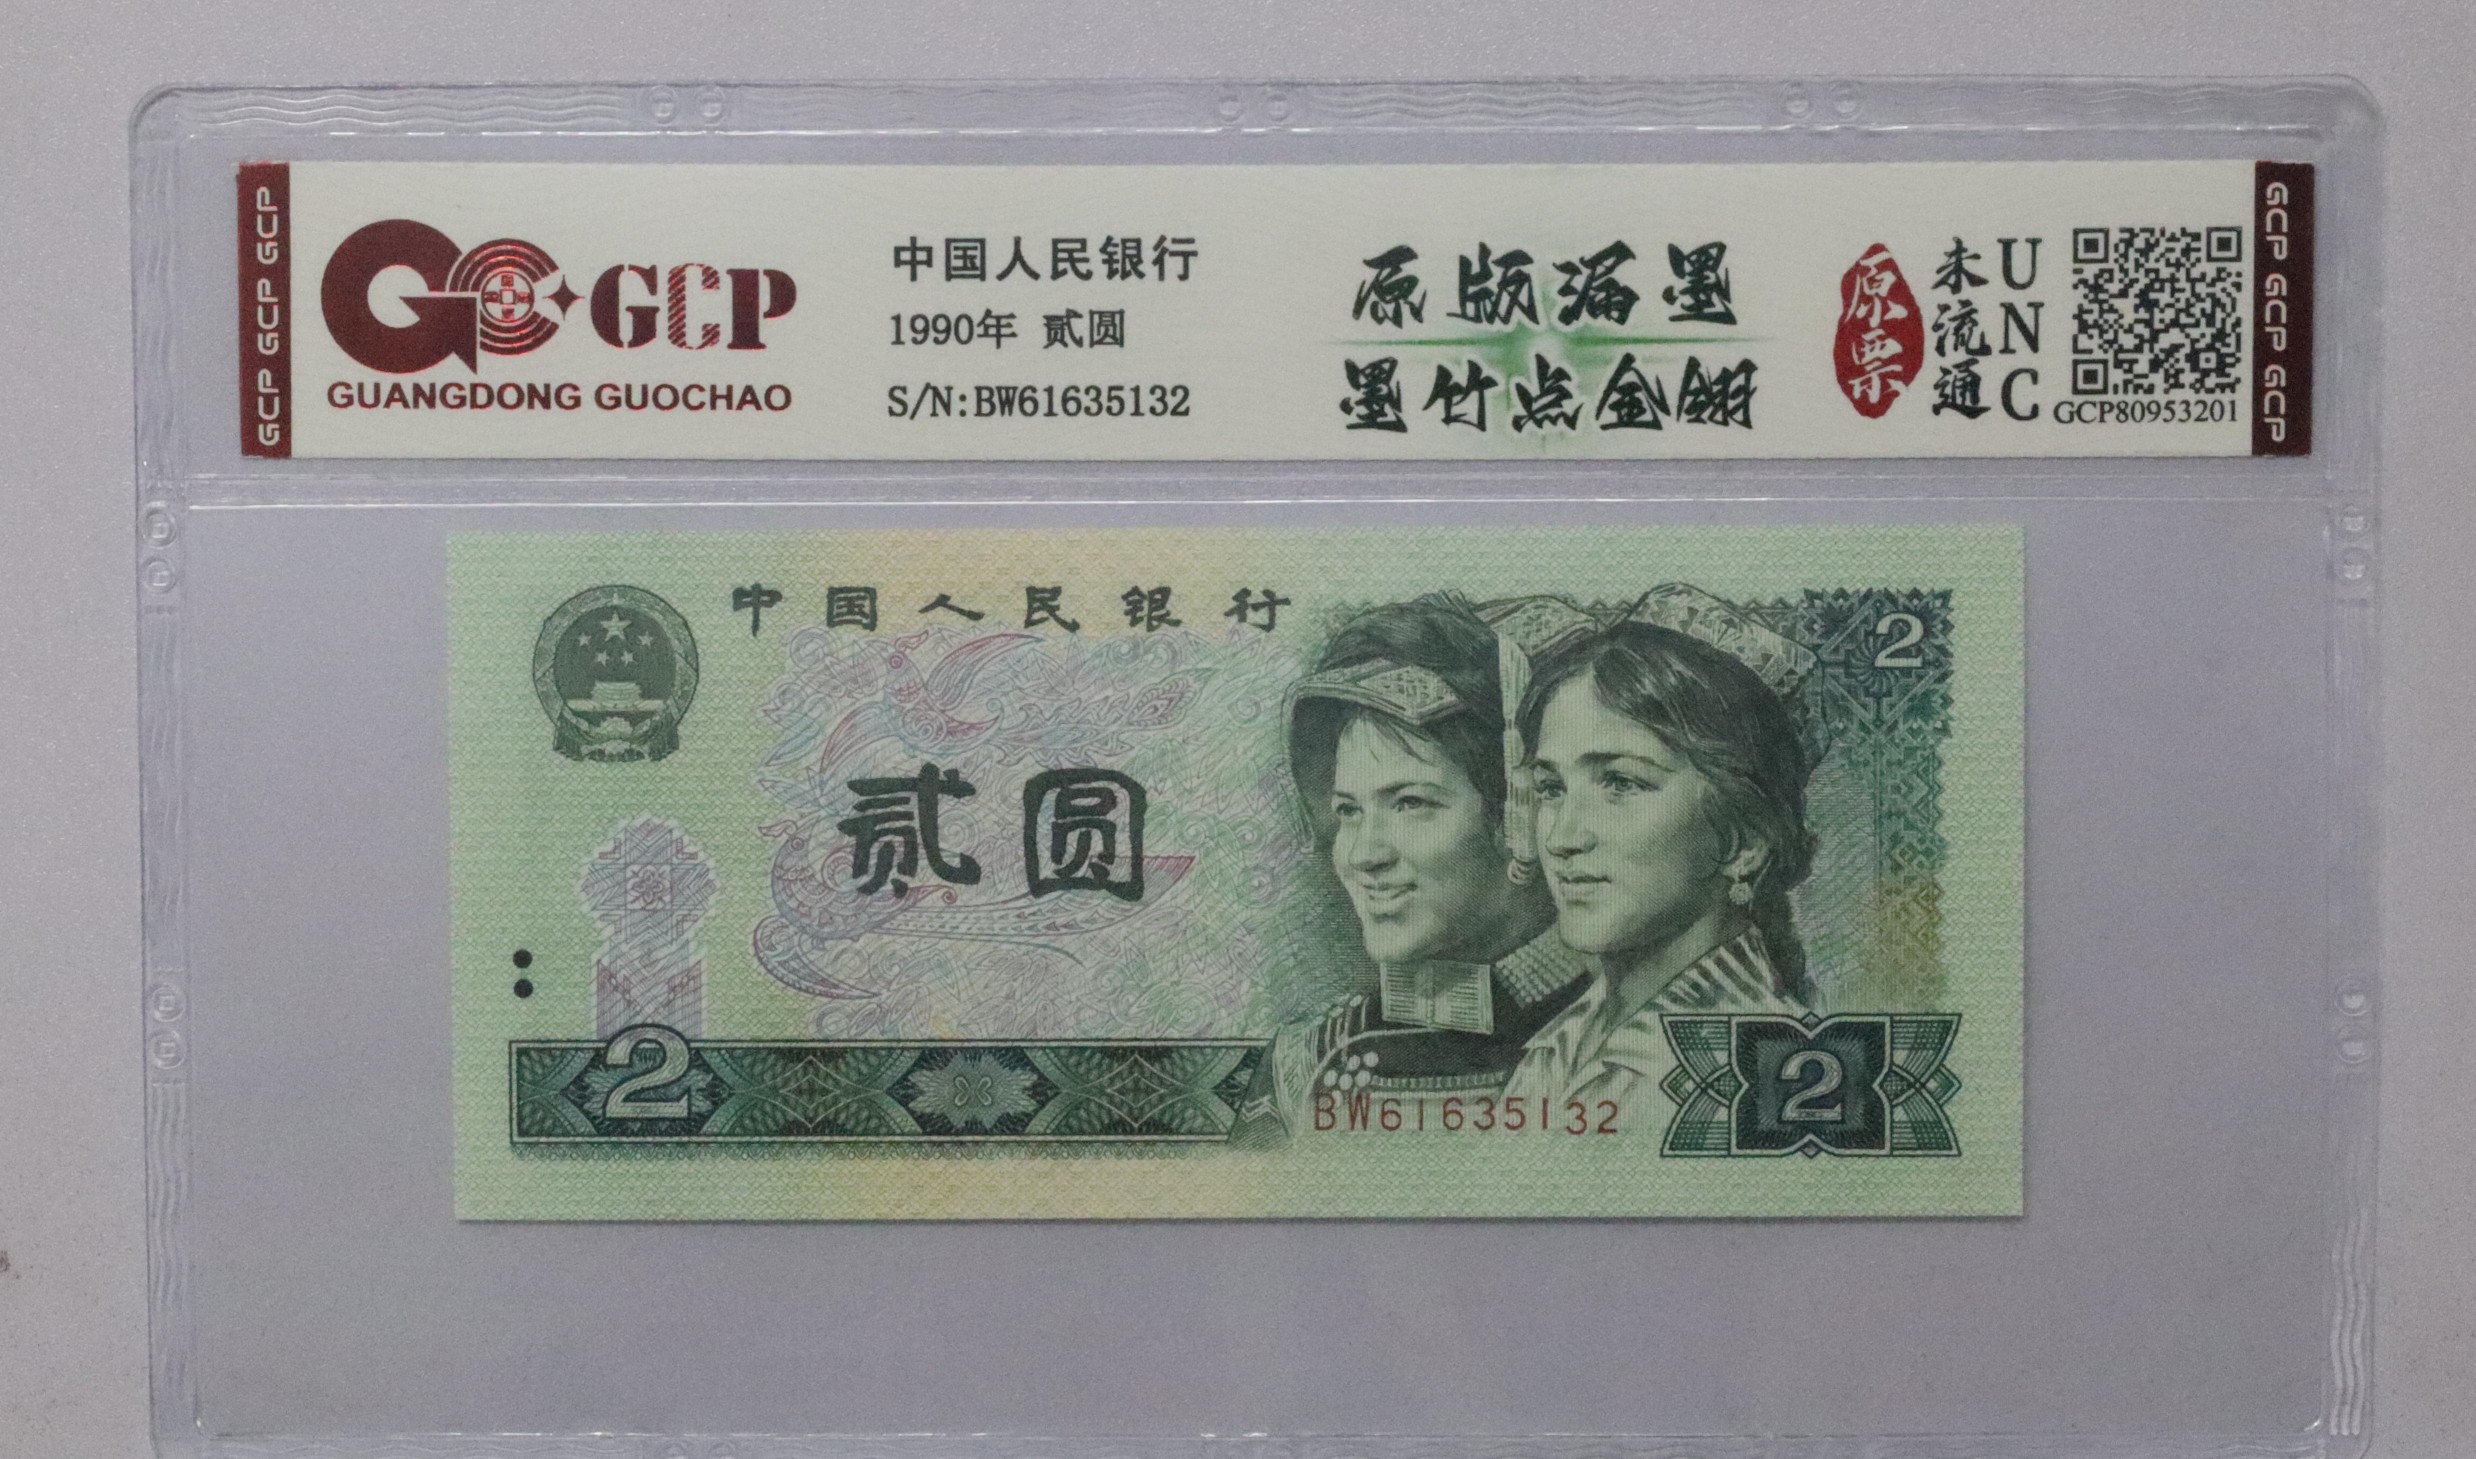 GCP GCP GCP
GCP
GUANGDONG GUOCHAO
中国人民银行
1990年 贰圆
S/N:BW61635132
原版漏墨
墨竹点金翎
原票
未流通
UNC
GCP80953201
GCP GCP GCP
中国人民银行
2
贰圆
2
BW61635132
2